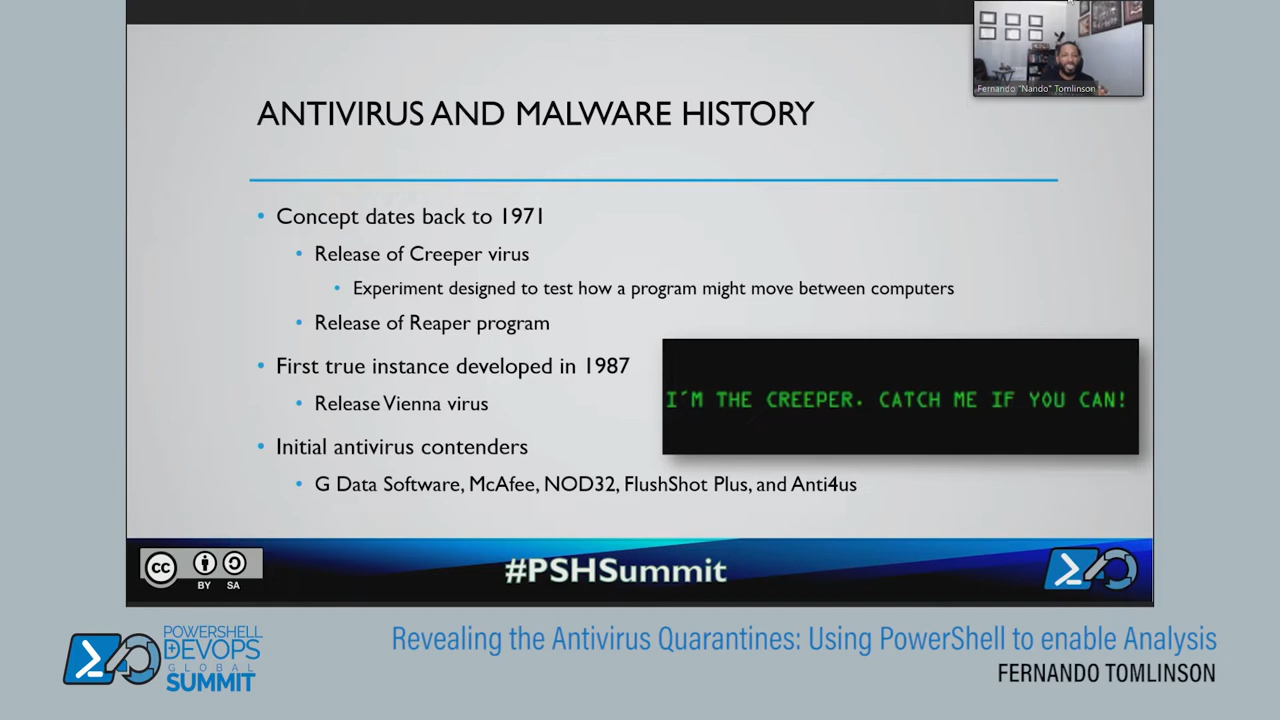 Fernando "Nando" Tomlinson
ANTIVIRUS AND MALWARE HISTORY
• Concept dates back to 1971
• Release of Creeper virus
• Experiment designed to test how a program might move between computers
• Release of Reaper program
• First true instance developed in 1987
• Release Vienna virus
I´M THE CREEPER. CATCH ME IF YOU CAN!
• Initial antivirus contenders
• G Data Software, McAfee, NOD32, FlushShot Plus, and Anti4us
cc
BY SA
#PSHSummit
POWERSHELL
+DEVOPS
GLOBAL
SUMMIT
Revealing the Antivirus Quarantines: Using PowerShell to enable Analysis
FERNANDO TOMLINSON